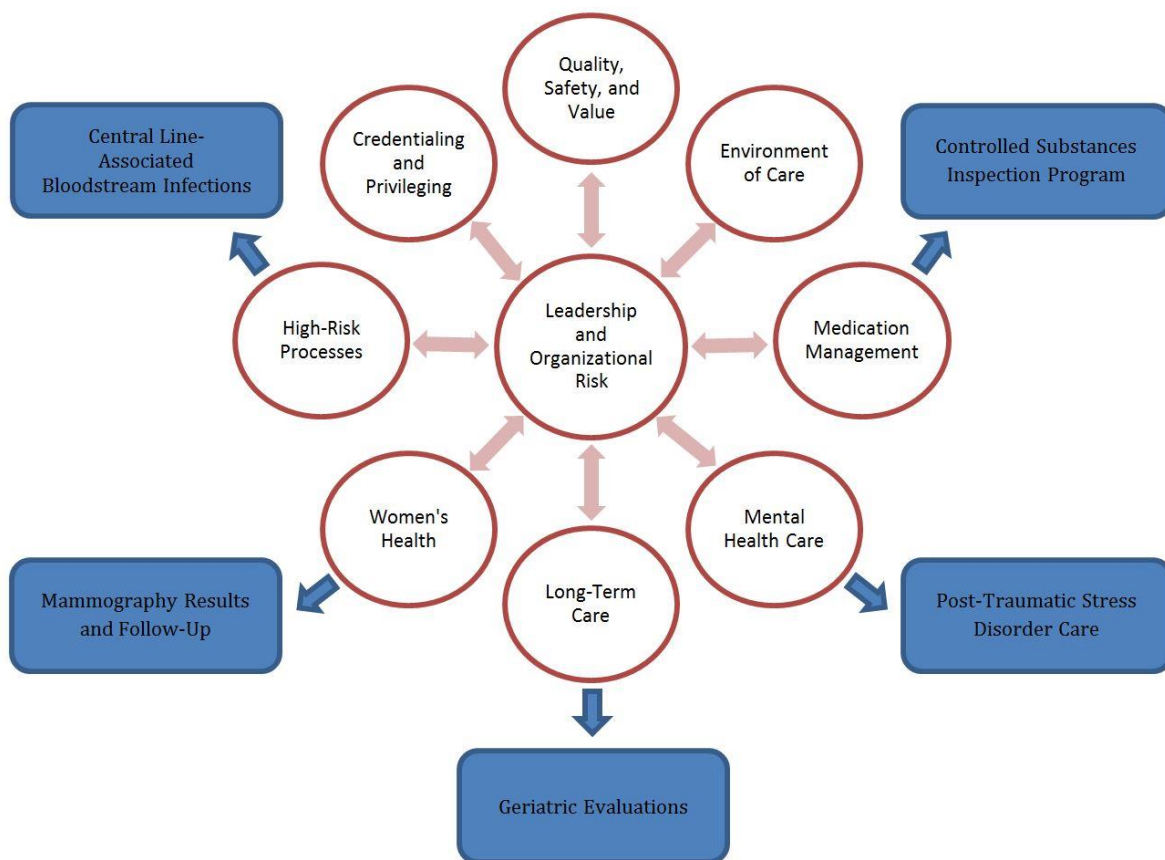 Quality,
Safety, and
Value
Central Line-
Associated
Bloodstream Infections
Credentialing
and
Privileging
Environment
of Care
Controlled Substances
Inspection Program
High-Risk
Processes
Leadership
and
Organizational
Risk
Medication
Management
Women's
Health
Mental
Health Care
Mammography Results
and Follow-Up
Long-Term
Care
Post-Traumatic Stress
Disorder Care
Geriatric Evaluations